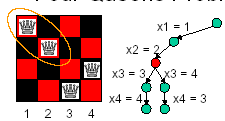 x1 = 1
x2 = 2
x3 = 3 x3 = 4
x4 = 4 x4 = 3
1 2 3 4